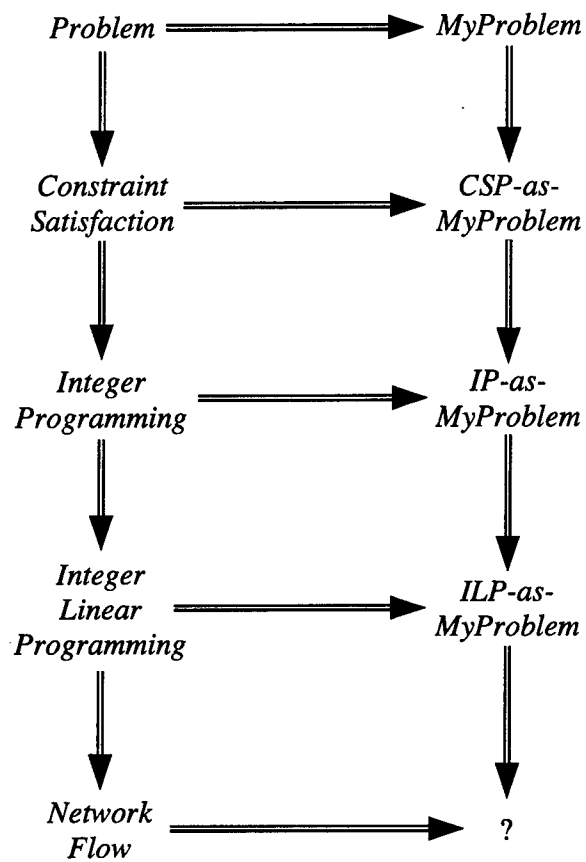 Problem
MyProblem
Constraint
Satisfaction
CSP-as-
MyProblem
Integer
Programming
IP-as-
MyProblem
Integer
Linear
Programming
ILP-as-
MyProblem
Network
Flow
?